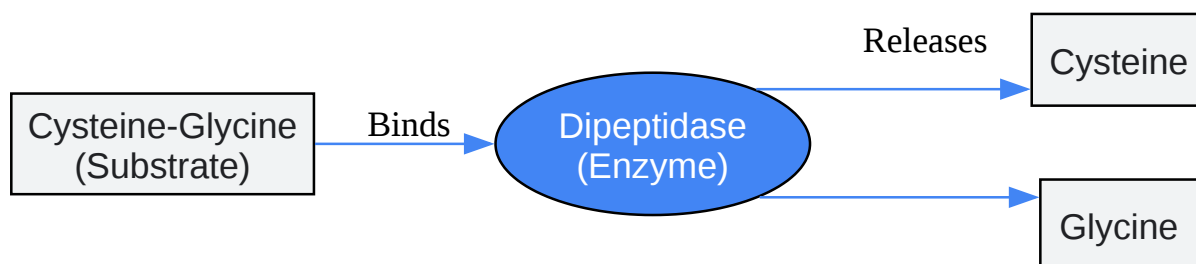 Cysteine-Glycine
(Substrate)
Binds
Dipeptidase
(Enzyme)
Releases
Cysteine
Glycine